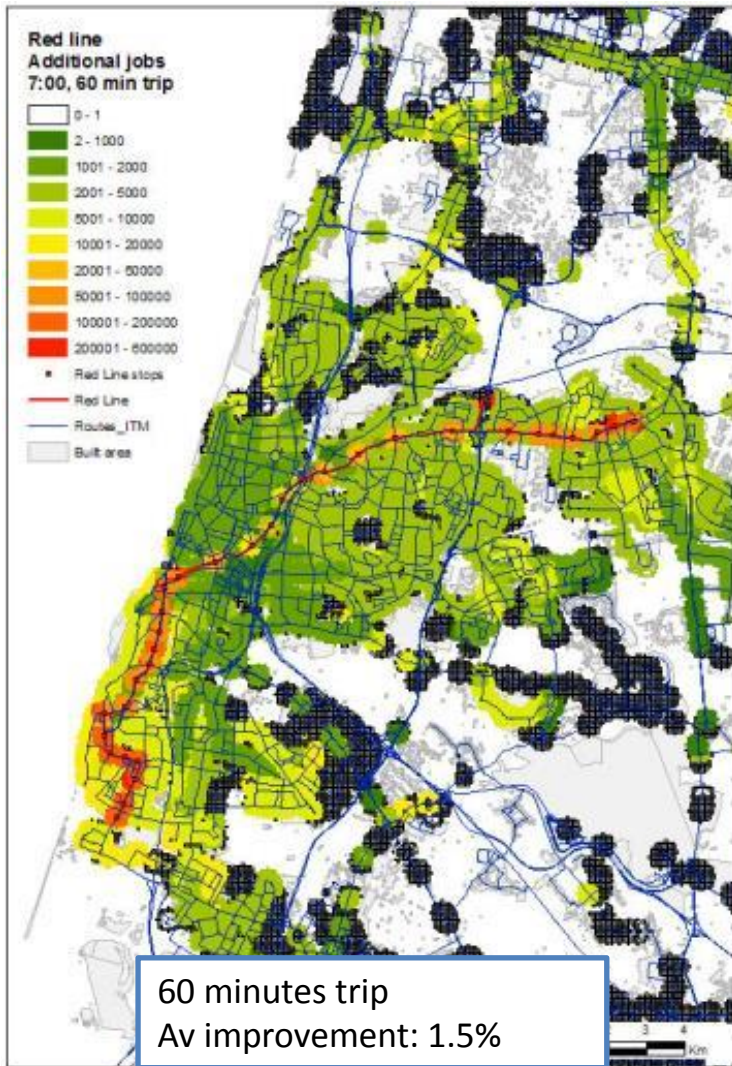 Red line
Additional jobs
7:00, 60 min trip
0 - 1
2 - 1000
1001 - 2000
2001 - 5000
5001 - 10000
10001 - 20000
20001 - 50000
50001 - 100000
100001 - 200000
200001 - 600000
Red Line stops
Red Line
Routes_ITM
Built area
60 minutes trip
Av improvement: 1.5%
3 4
Km